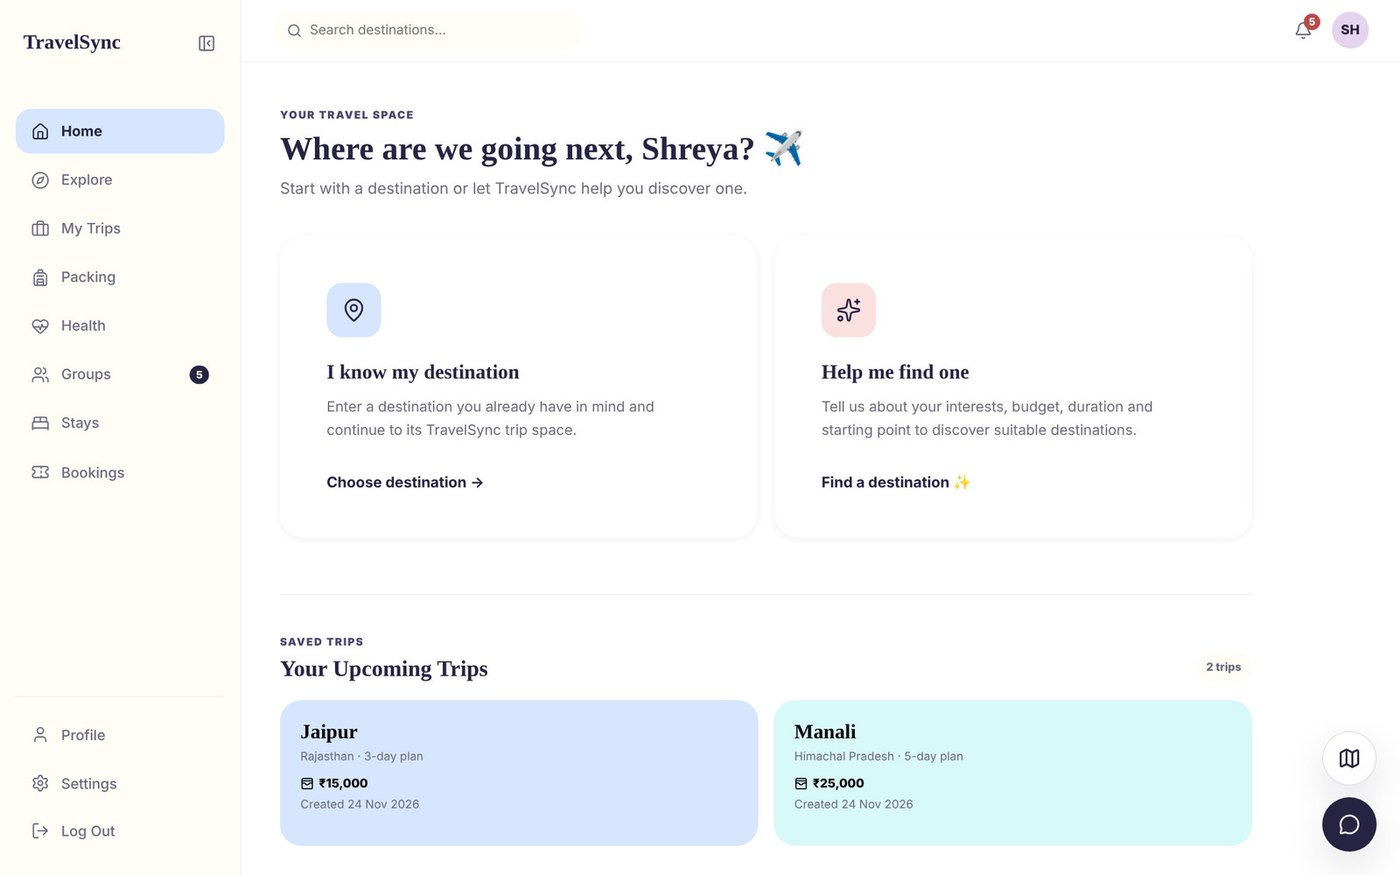 TravelSync
Search destinations...
5
SH
Home
Explore
My Trips
Packing
Health
Groups
5
Stays
Bookings
Profile
Settings
Log Out
YOUR TRAVEL SPACE
Where are we going next, Shreya? ✈️
Start with a destination or let TravelSync help you discover one.
I know my destination
Enter a destination you already have in mind and
continue to its TravelSync trip space.
Choose destination →
Help me find one
Tell us about your interests, budget, duration and
starting point to discover suitable destinations.
Find a destination ✨
SAVED TRIPS
Your Upcoming Trips
2 trips
Jaipur
Rajasthan · 3-day plan
₹15,000
Created 24 Nov 2026
Manali
Himachal Pradesh · 5-day plan
₹25,000
Created 24 Nov 2026